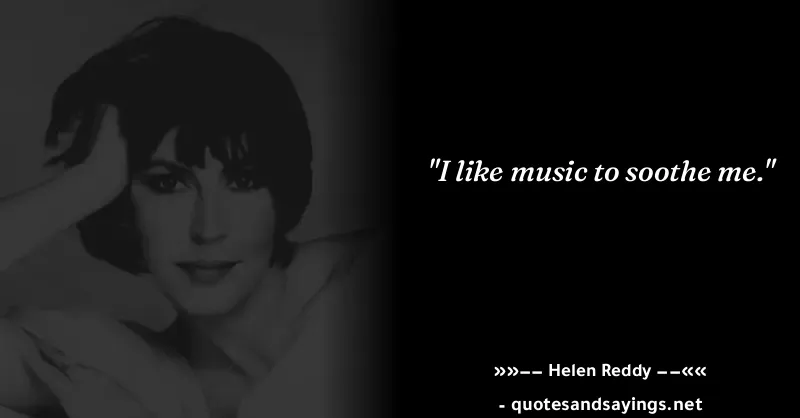 "I like music to soothe me."
»»–– Helen Reddy ––««
- quotesandsayings.net